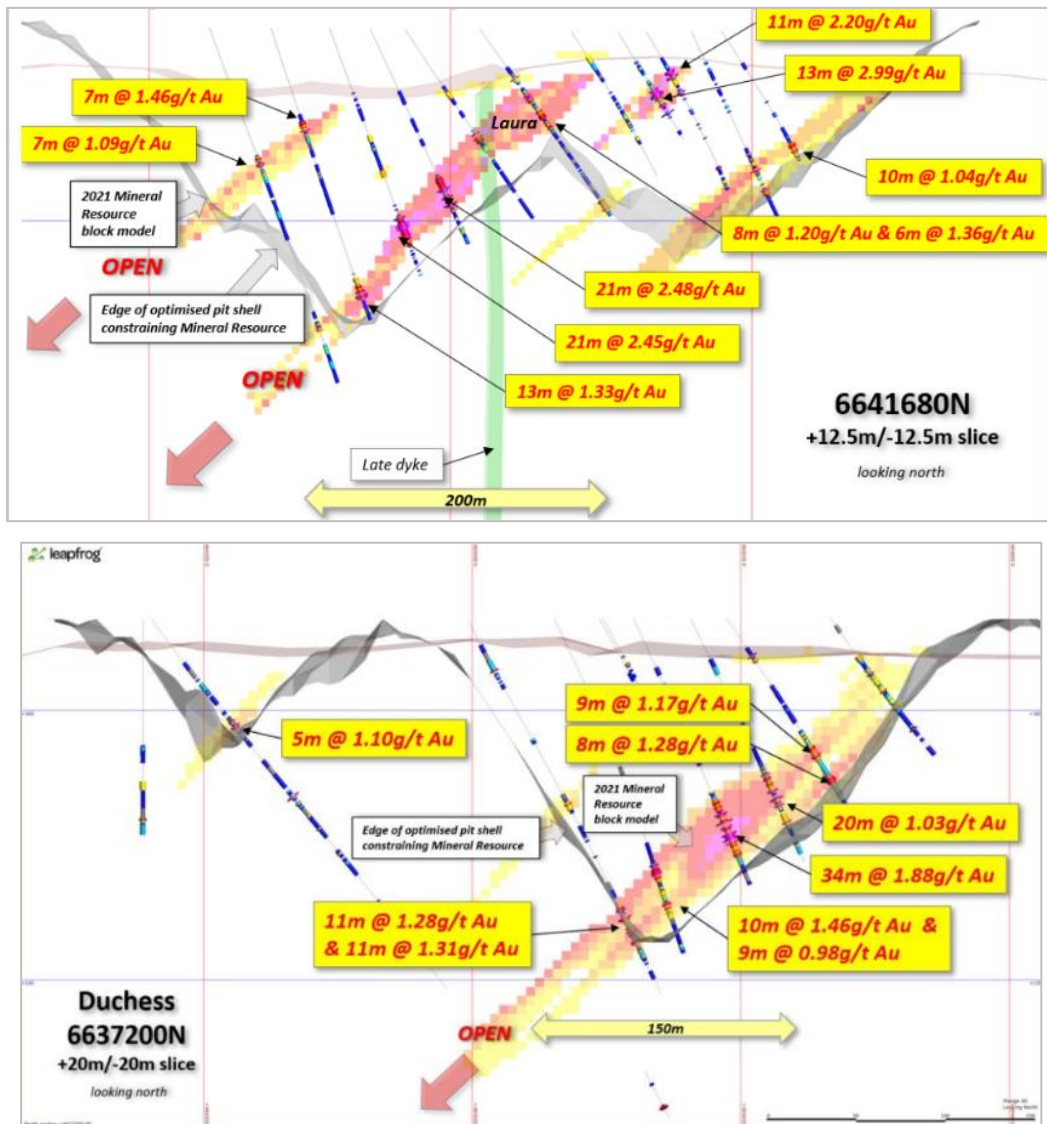 11m @ 2.20g/t Au
13m @ 2.99g/t Au
7m @ 1.46g/t Au
Laura
7m @ 1.09g/t Au
10m @ 1.04g/t Au
2021 Mineral
Resource
block model
8m @ 1.20g/t Au & 6m @ 1.36g/t Au
OPEN
21m @ 2.48g/t Au
Edge of optimised pit shell
constraining Mineral Resource
21m @ 2.45g/t Au
OPEN
13m @ 1.33g/t Au
6641680N
+12.5m/-12.5m slice
looking north
Late dyke
200m
leapfrog
9m @ 1.17g/t Au
5m @ 1.10g/t Au
8m @ 1.28g/t Au
2021 Mineral
Resource
block model
Edge of optimised pit shell
constraining Mineral Resource
20m @ 1.03g/t Au
34m @ 1.88g/t Au
11m @ 1.28g/t Au
& 11m @ 1.31g/t Au
10m @ 1.46g/t Au &
9m @ 0.98g/t Au
Duchess
6637200N
+20m/-20m slice
looking north
OPEN
150m